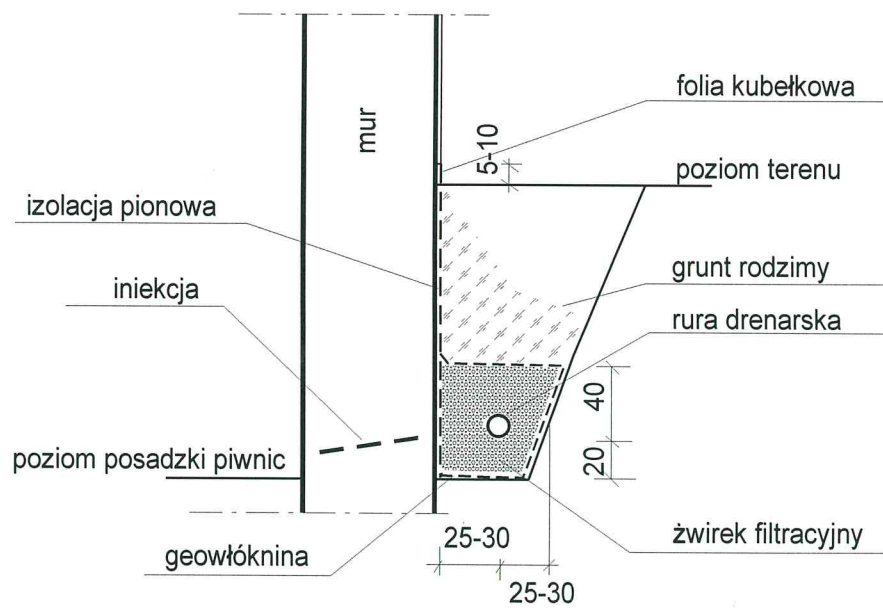 folia kubełkowa
mur
5-10
poziom terenu
izolacja pionowa
grunt rodzimy
iniekcja
rura drenarska
40
poziom posadzki piwnic
20
25-30
żwirek filtracyjny
geowłóknina
25-30